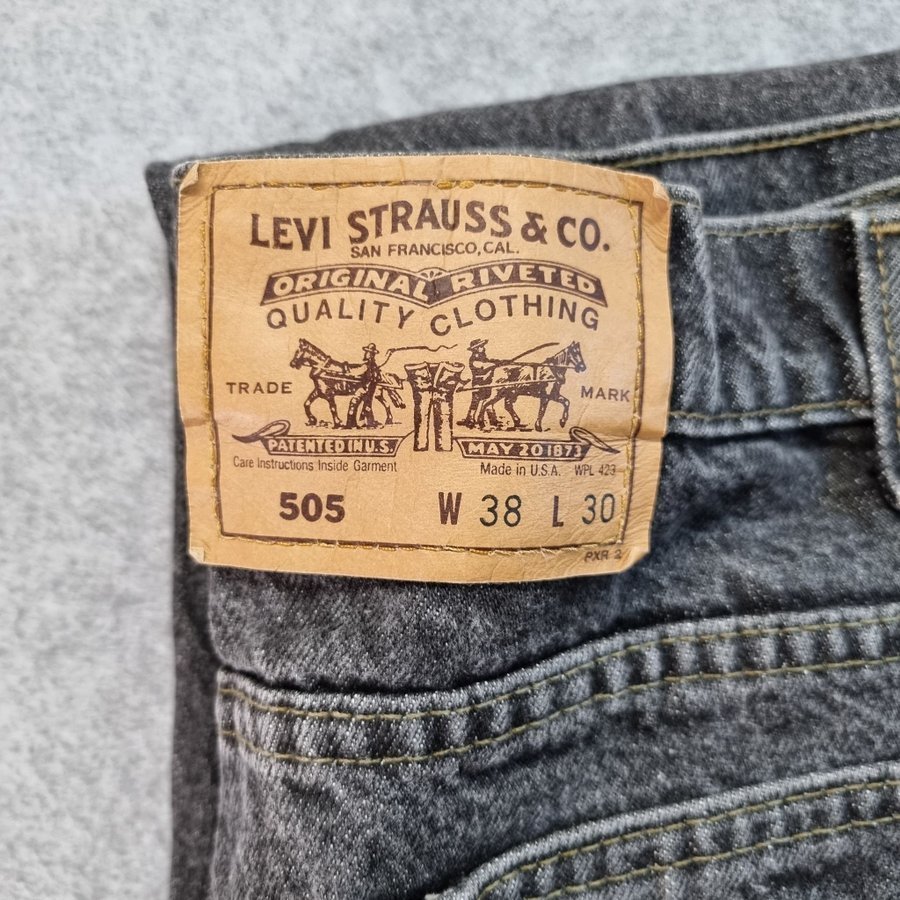 LEVI STRAUSS & CO.
SAN FRANCISCO, CAL.
ORIGINAL RIVETED
QUALITY CLOTHING
TRADE MARK
PATENTED IN U.S. MAY 20 1873
Care Instructions Inside Garment Made in U.S.A. WPL 423
505 W 38 L 30
PXR 2